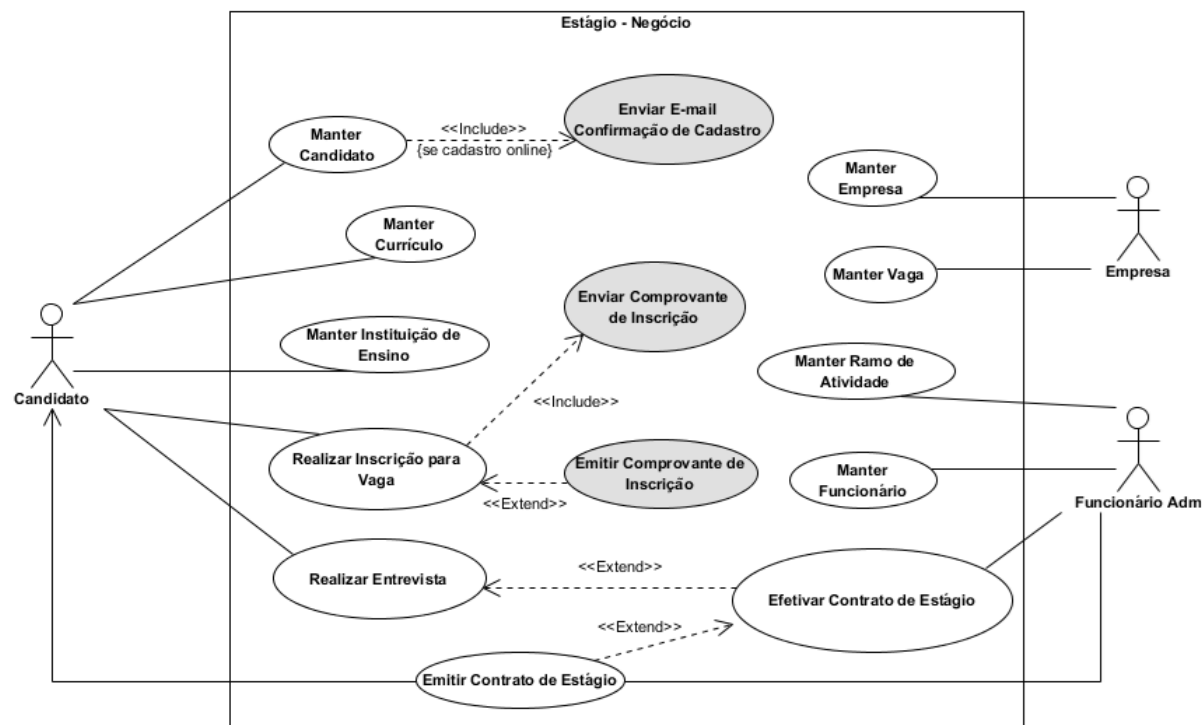 Estágio - Negócio
Enviar E-mail
Confirmação de Cadastro
<<Include>>
{se cadastro online}
Manter
Candidato
Manter
Empresa
Manter
Currículo
Empresa
Manter Vaga
Enviar Comprovante
de Inscrição
Manter Instituição de
Ensino
Manter Ramo de
Atividade
Candidato
<<Include>>
Realizar Inscrição para
Vaga
Emitir Comprovante de
Inscrição
<<Extend>>
Manter
Funcionário
Funcionário Adm
Realizar Entrevista
<<Extend>>
Efetivar Contrato de Estágio
<<Extend>>
Emitir Contrato de Estágio